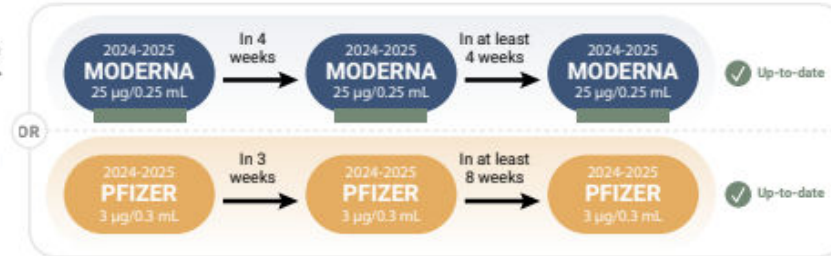 2024-2025
MODERNA
25 µg/0.25 mL
In 4
weeks
2024-2025
MODERNA
25 µg/0.25 mL
In at least
4 weeks
2024-2025
MODERNA
25 µg/0.25 mL
Up-to-date
OR
2024-2025
PFIZER
3 µg/0.3 mL
In 3
weeks
2024-2025
PFIZER
3 µg/0.3 mL
In at least
8 weeks
2024-2025
PFIZER
3 µg/0.3 mL
Up-to-date